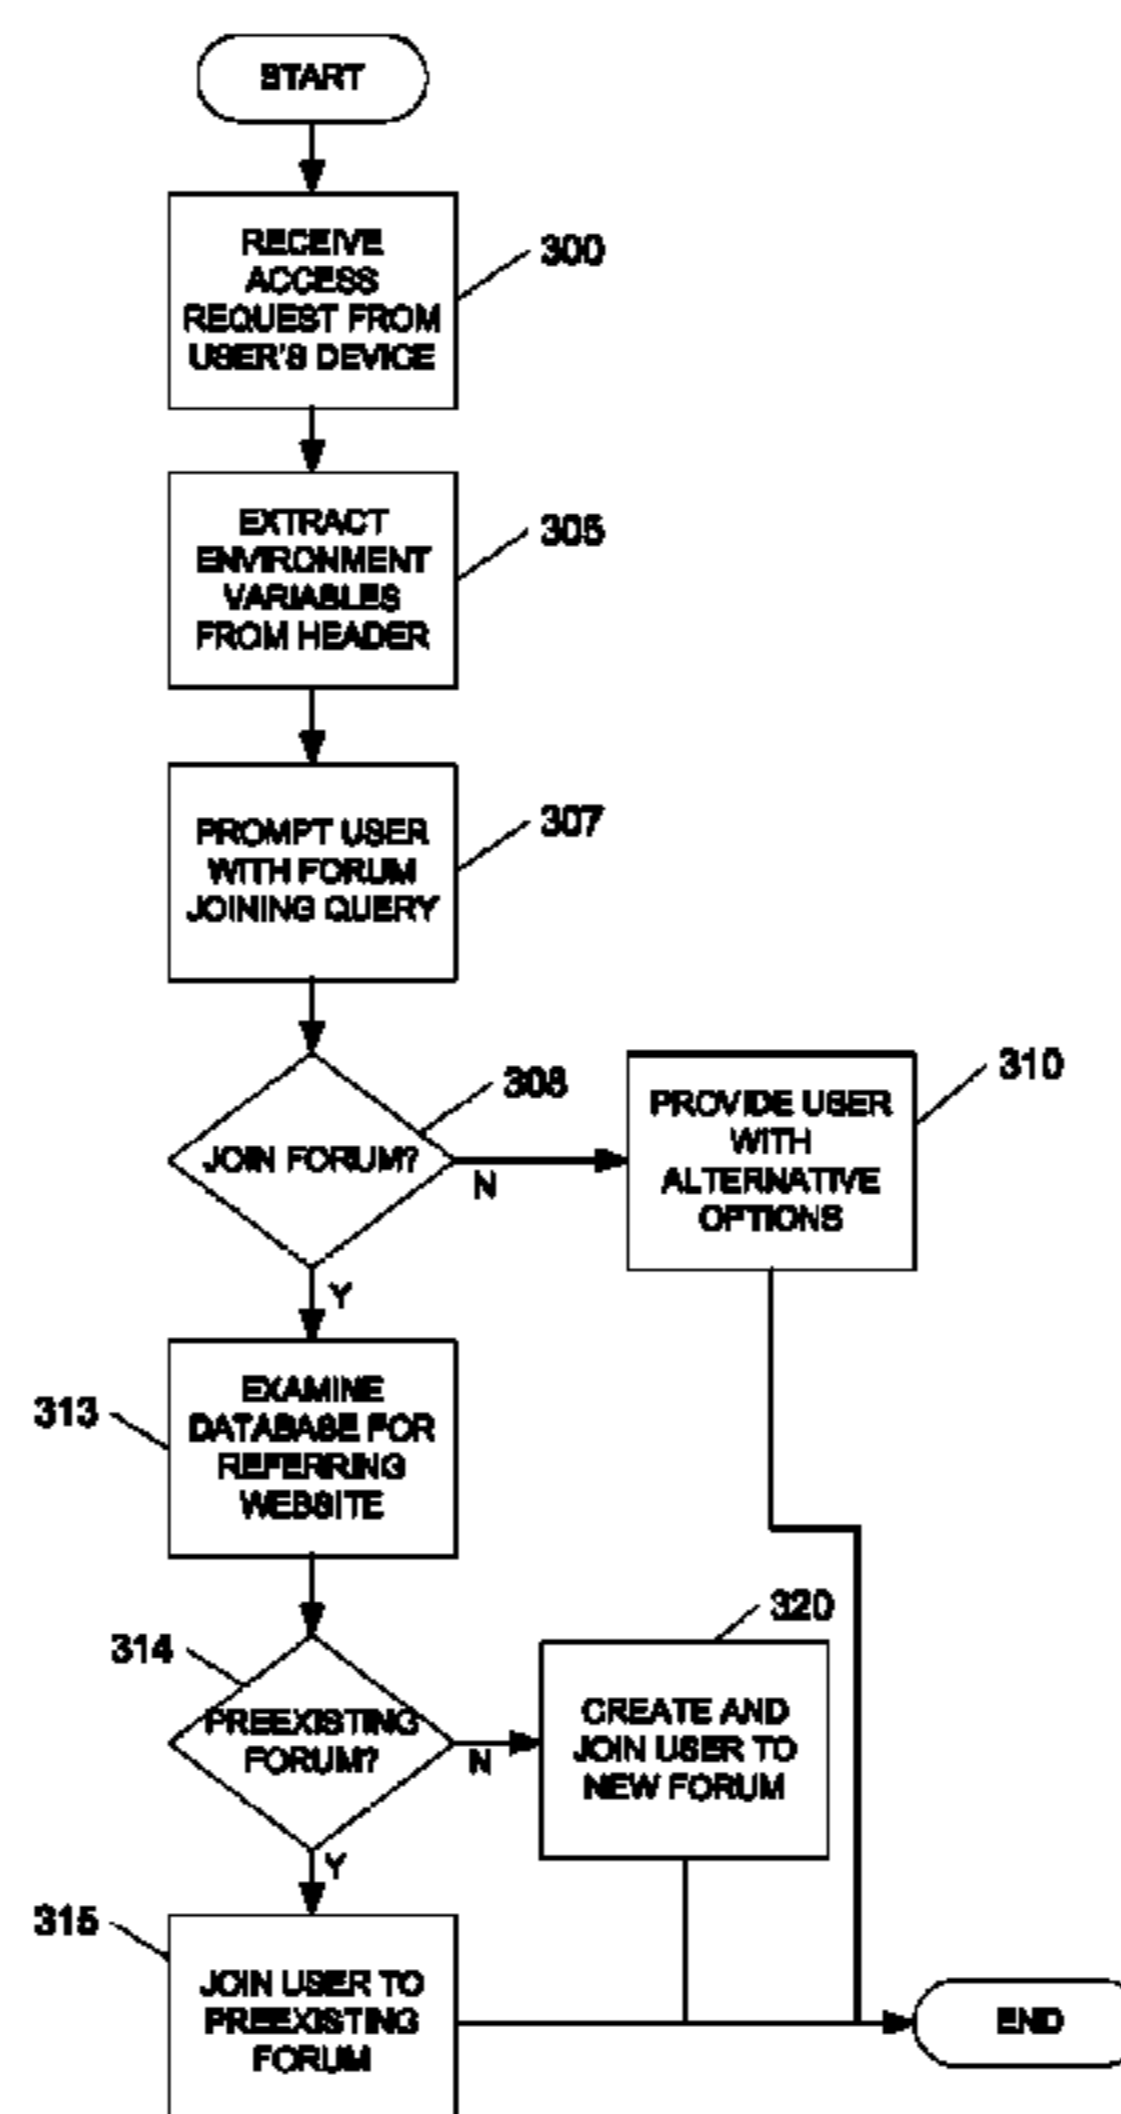 START
RECEIVE
ACCESS
REQUEST FROM
USER'S DEVICE
300
EXTRACT
ENVIRONMENT
VARIABLES
FROM HEADER
305
PROMPT USER
WITH FORUM
JOINING QUERY
307
JOIN FORUM?
308
N
Y
PROVIDE USER
WITH
ALTERNATIVE
OPTIONS
310
EXAMINE
DATABASE FOR
REFERRING
WEBSITE
313
PREEXISTING
FORUM?
314
N
Y
CREATE AND
JOIN USER TO
NEW FORUM
320
JOIN USER TO
PREEXISTING
FORUM
315
END